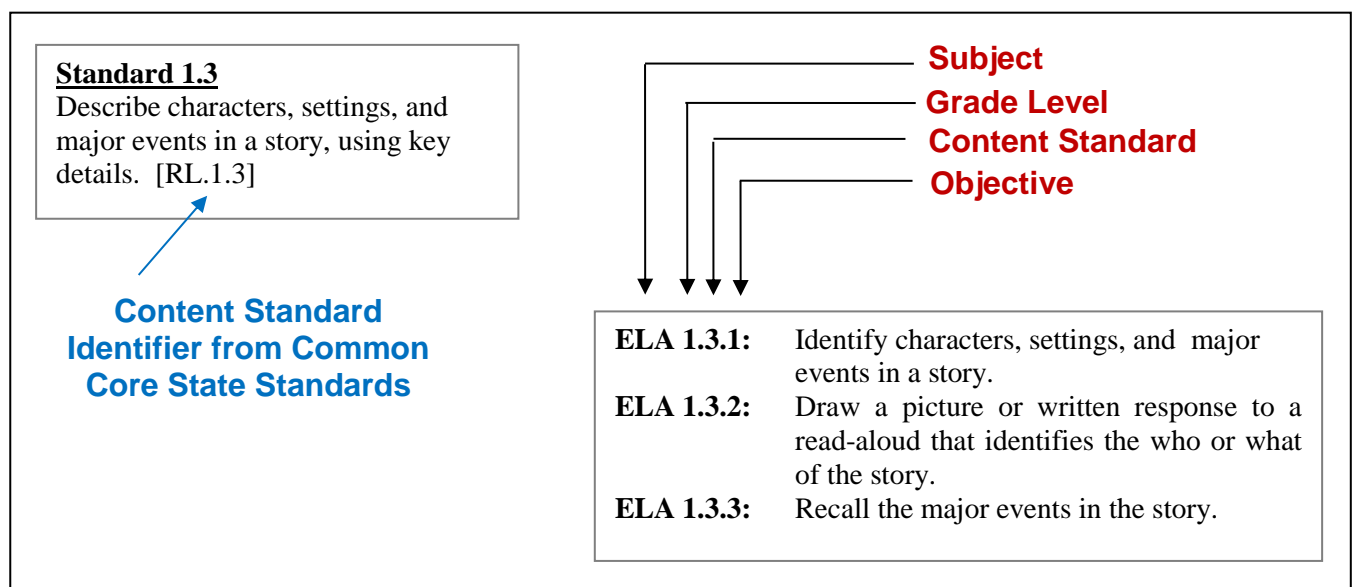 Standard 1.3
Describe characters, settings, and
major events in a story, using key
details. [RL.1.3]
Content Standard
Identifier from Common
Core State Standards
Subject
Grade Level
Content Standard
Objective
ELA 1.3.1: Identify characters, settings, and major
events in a story.
ELA 1.3.2: Draw a picture or written response to a
read-aloud that identifies the who or what
of the story.
ELA 1.3.3: Recall the major events in the story.